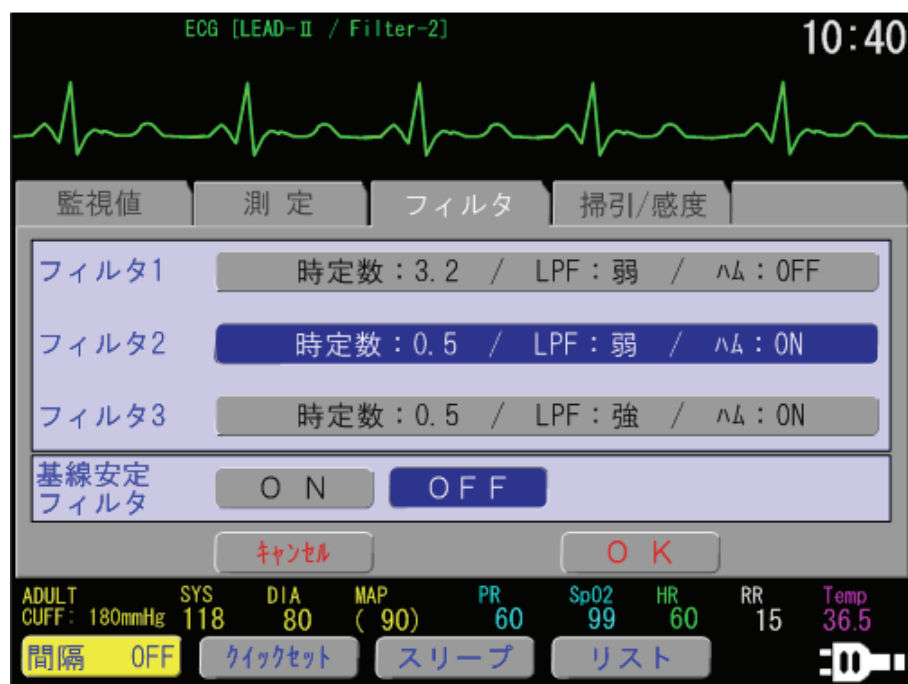 ECG [LEAD-Ⅱ / Filter-2]
10:40
監視値 測 定 フィルタ 掃引/感度
フィルタ1 時定数：3.2 / LPF：弱 / ﾊﾑ：OFF
フィルタ2 時定数：0.5 / LPF：弱 / ﾊﾑ：ON
フィルタ3 時定数：0.5 / LPF：強 / ﾊﾑ：ON
基線安定
フィルタ
ＯＮ ＯＦＦ
ｷｬﾝｾﾙ ＯＫ
ADULT SYS DIA MAP PR SpO2 HR RR Temp
CUFF: 180mmHg 118 80 ( 90) 60 99 60 15 36.5
間隔 OFF ｸｲｯｸｾｯﾄ スリープ リスト